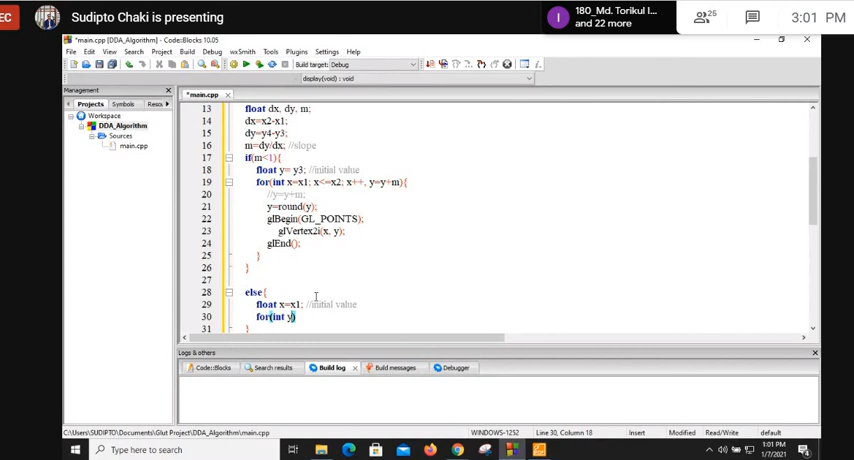 EC
Sudipto Chaki is presenting
I 180_Md. Torikul I...
and 22 more
25
3:01 PM
*main.cpp [DDA_Algorithm] - Code::Blocks 10.05
File Edit View Search Project Build Debug wxSmith Tools Plugins Settings Help
Build target: Debug
display(void) : void
Management
Projects Symbols Resou
*main.cpp
Workspace
DDA_Algorithm
Sources
main.cpp
13 float dx, dy, m;
14 dx=x2-x1;
15 dy=y4-y3;
16 m=dy/dx; //slope
17 if(m<1){
18 float y= y3; //initial value
19 for(int x=x1; x<=x2; x++, y=y+m){
20 //y=y+m;
21 y=round(y);
22 glBegin(GL_POINTS);
23 glVertex2i(x, y);
24 glEnd();
25 }
26 }
27
28 else{
29 float x=x1; //initial value
30 for(int y)
31 }
Logs & others
Code::Blocks Search results Build log Build messages Debugger
C:\Users\SUDIPTO\Documents\Glut Project\DDA_Algorithm\main.cpp WINDOWS-1252 Line 30, Column 18 Insert Modified Read/Write default
Type here to search
1:01 PM
1/7/2021